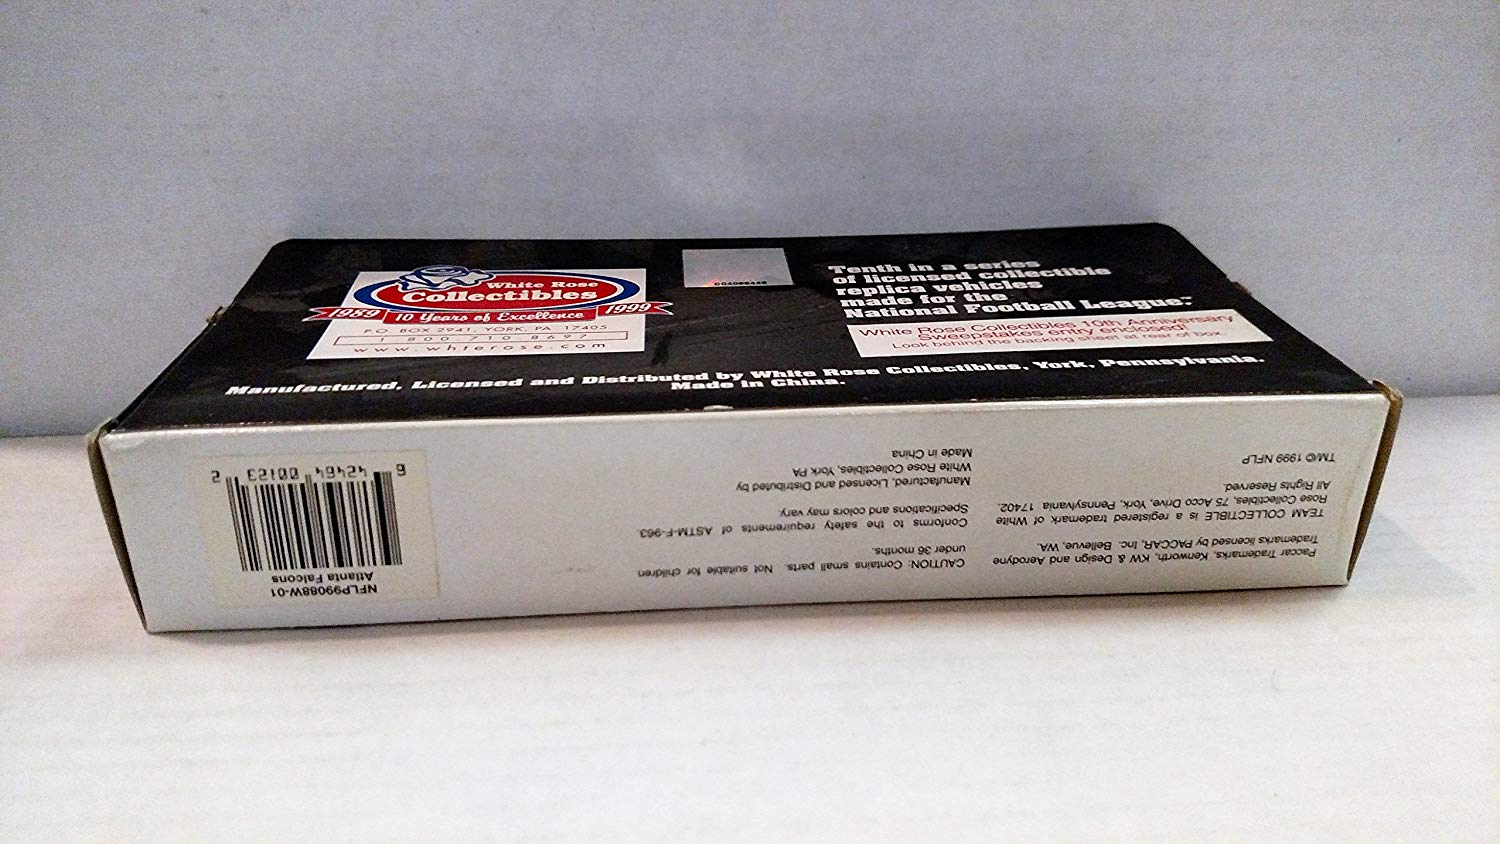 White Rose
Collectibles
1989 10 Years of Excellence 1999
P.O. BOX 2941, YORK, PA 17405
1-800-710-8697
www.whterose.com
Tenth in a series
of licensed collectible
replica vehicles
made for the
National Football League.
White Rose Collectibles 10th Anniversary
Sweepstakes entry enclosed!
Look behind the backing sheet at rear of box.
Manufactured, Licensed and Distributed by White Rose Collectibles, York, Pennsylvania.
Made in China.
NFLP99088W-01
Atlanta Falcons
6 42464 00123 2
CAUTION: Contains small parts. Not suitable for children
under 36 months.
Conforms to the safety requirements of ASTM-F-963.
Specifications and colors may vary.
Manufactured, Licensed and Distributed by
White Rose Collectibles, York PA
Made in China
Paccar Trademarks, Kenworth, KW & Design and Aerodyne
Trademarks licensed by PACCAR, Inc. Bellevue, WA.
TEAM COLLECTIBLE is a registered trademark of White
Rose Collectibles, 75 Acco Drive, York, Pennsylvania 17402.
All Rights Reserved.
TM/© 1999 NFLP